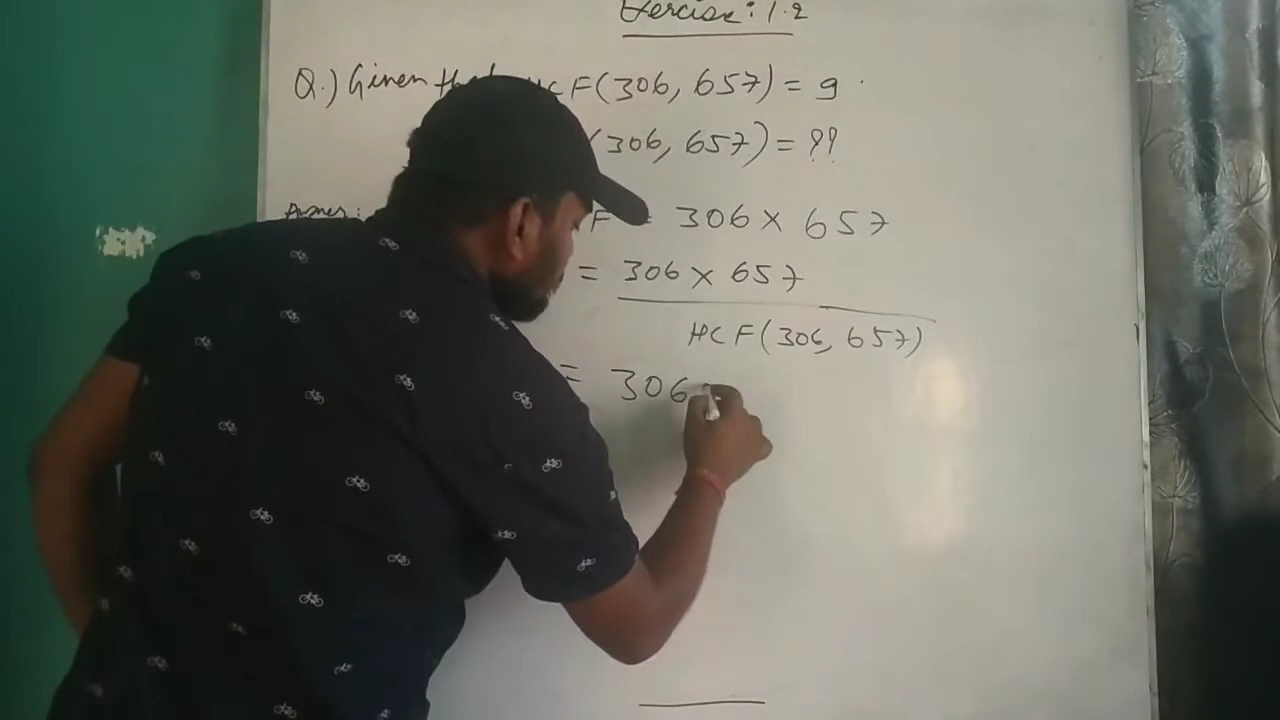 Exercise: 1.2
Q.) Given that HCF(306, 657) = 9
(306, 657) = ??
F = 306 × 657
= 306 × 657
HCF(306, 657)
= 306